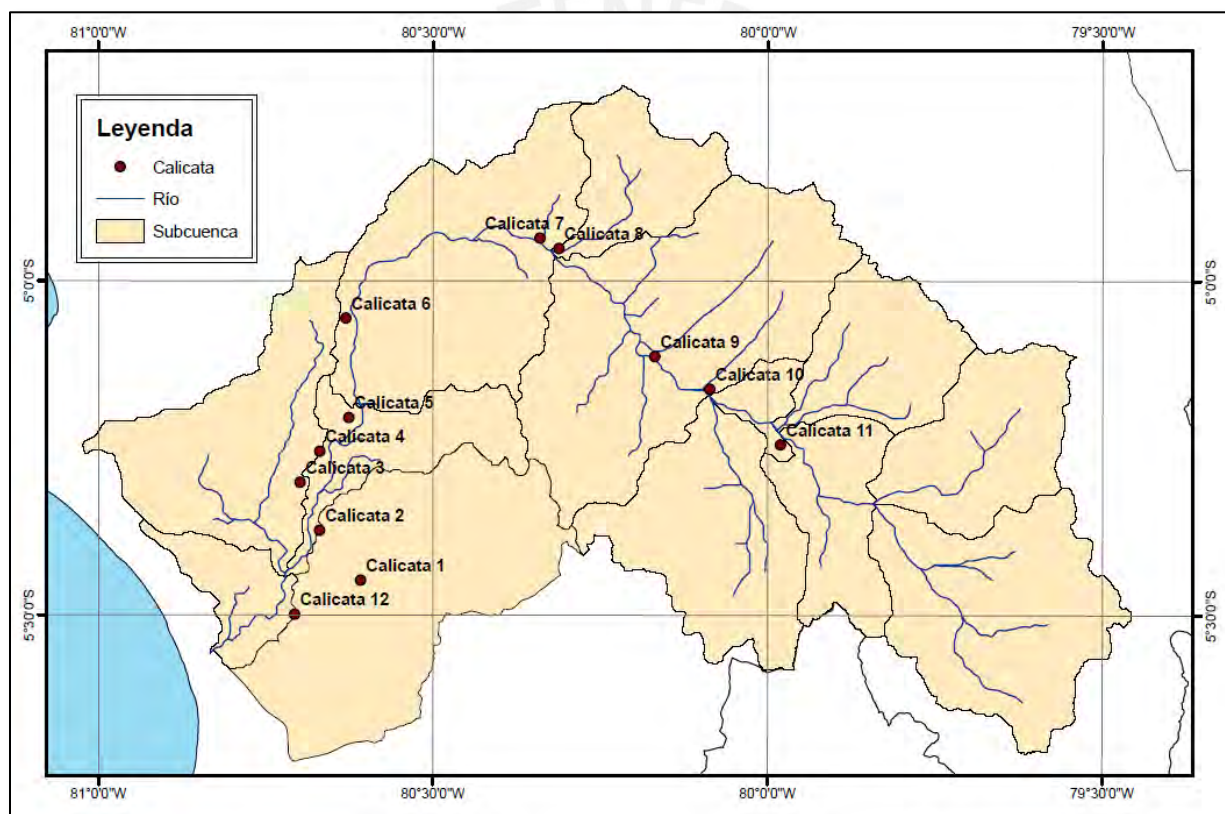 81°0'0"W 80°30'0"W 80°0'0"W 79°30'0"W
Leyenda
Calicata
Río
Subcuenca
Calicata 7
Calicata 8
5°0'0"S 5°0'0"S
Calicata 6
Calicata 9
Calicata 10
Calicata 5
Calicata 11
Calicata 4
Calicata 3
Calicata 2
Calicata 1
Calicata 12
5°30'0"S 5°30'0"S
81°0'0"W 80°30'0"W 80°0'0"W 79°30'0"W